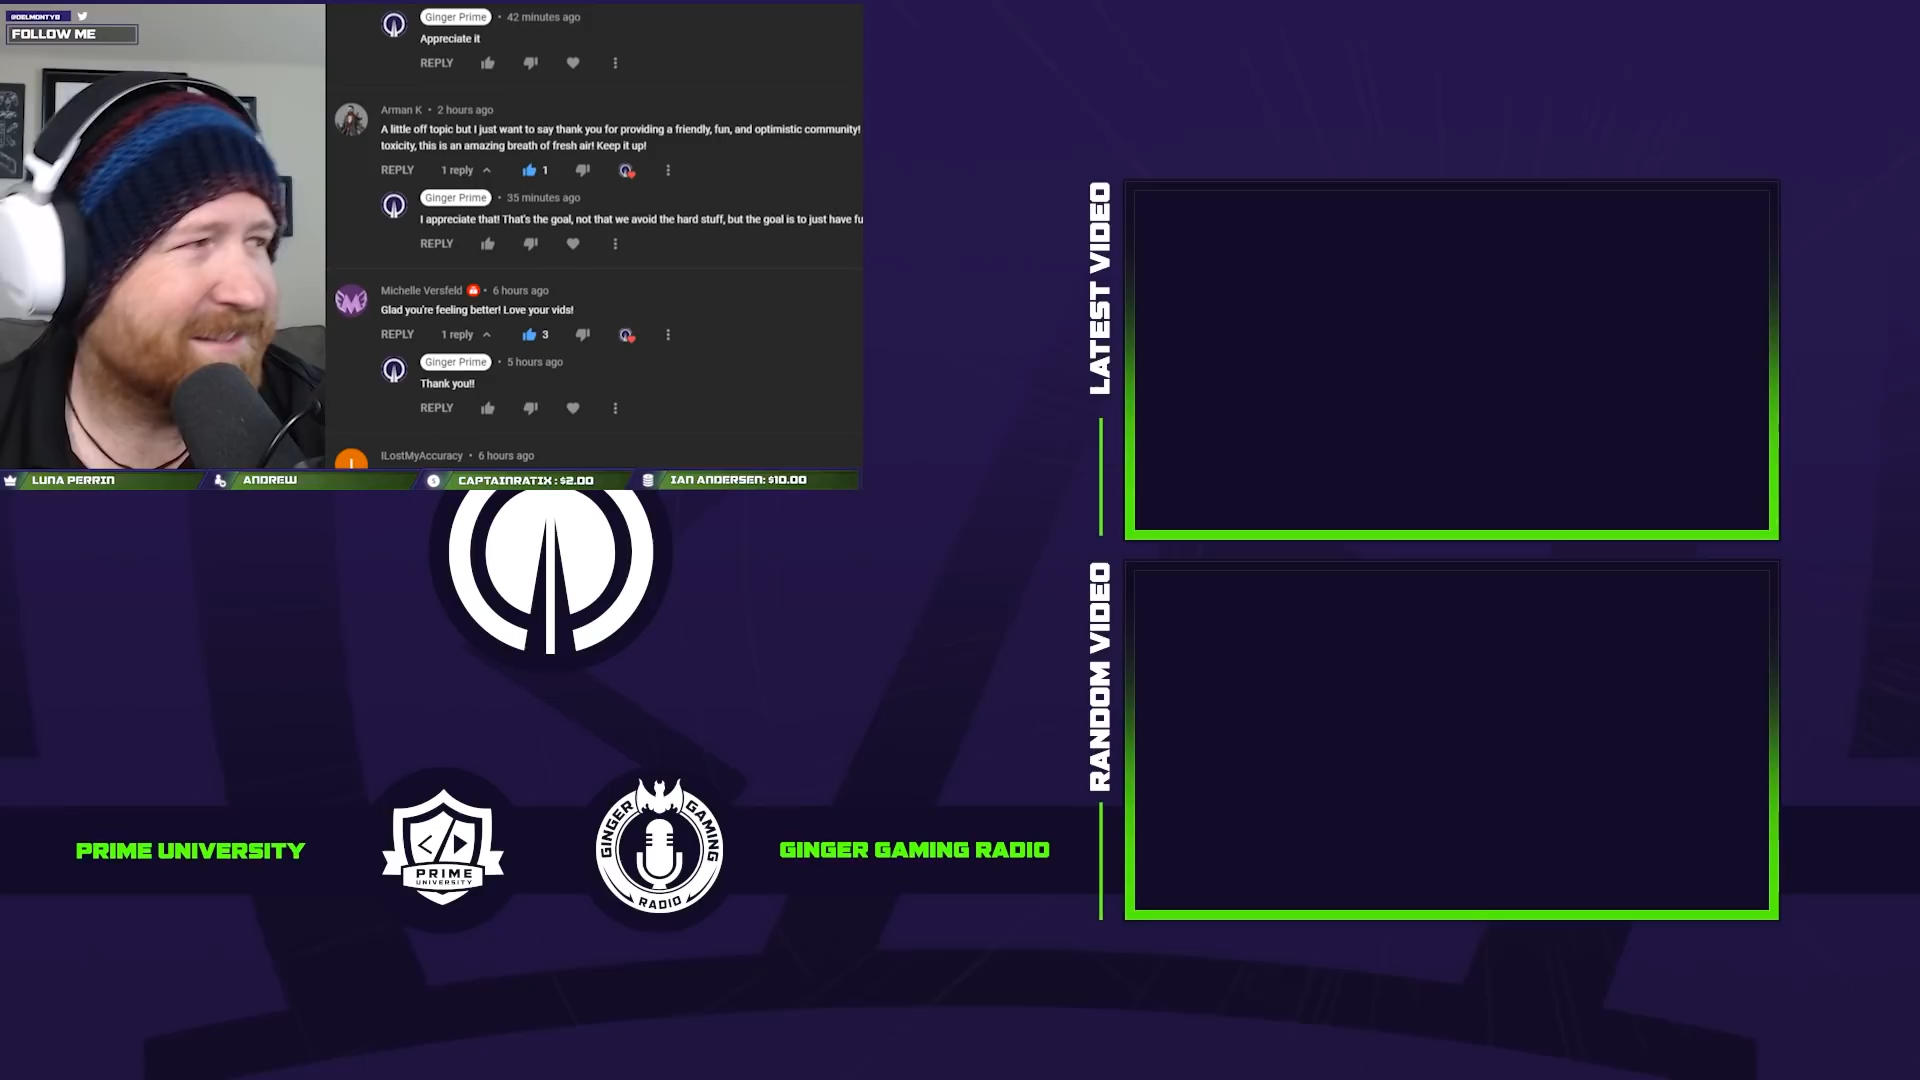 @DELMONTY8
FOLLOW ME
Ginger Prime • 42 minutes ago
Appreciate it
REPLY
Arman K • 2 hours ago
A little off topic but I just want to say thank you for providing a friendly, fun, and optimistic community!
toxicity, this is an amazing breath of fresh air! Keep it up!
REPLY 1 reply 1
Ginger Prime • 35 minutes ago
I appreciate that! That's the goal, not that we avoid the hard stuff, but the goal is to just have fu
REPLY
Michelle Versfeld • 6 hours ago
Glad you're feeling better! Love your vids!
REPLY 1 reply 3
Ginger Prime • 5 hours ago
Thank you!!
REPLY
ILostMyAccuracy • 6 hours ago
LUNA PERRIN
ANDREW
CAPTAINRATIX : $2.00
IAN ANDERSEN: $10.00
LATEST VIDEO
RANDOM VIDEO
PRIME UNIVERSITY
PRIME
UNIVERSITY
GINGER GAMING
RADIO
GINGER GAMING RADIO